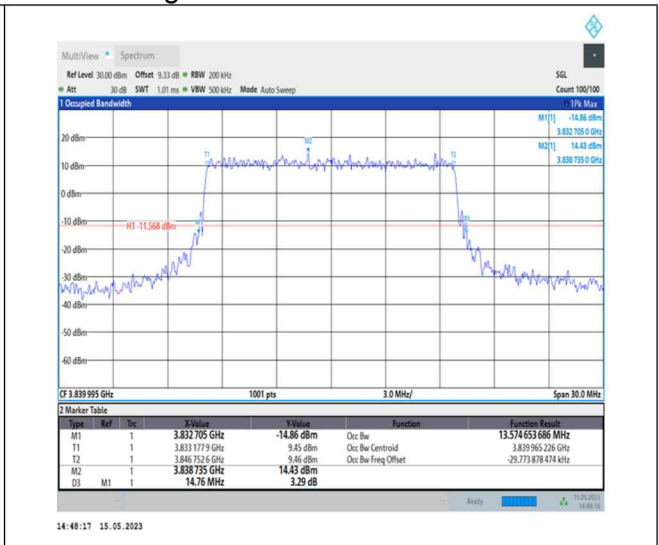 MultiView Spectrum
Ref Level 30.00 dBm Offset 9.33 dB RBW 200 kHz SGL
Att 30 dB SWT 1.01 ms VBW 500 kHz Mode Auto Sweep Count 100/100
1 Occupied Bandwidth 1Pk Max
M1[1] -14.86 dBm
3.832 705 0 GHz
M2[1] 14.43 dBm
3.838 735 0 GHz
20 dBm
M2
T1 T2
10 dBm
0 dBm
-10 dBm
H1 -11.568 dBm
-20 dBm
-30 dBm
-40 dBm
-50 dBm
-60 dBm
CF 3.839 995 GHz 1001 pts 3.0 MHz/ Span 30.0 MHz
2 Marker Table
Type Ref Trc X-Value Y-Value Function Function Result
M1 1 3.832 705 GHz -14.86 dBm Occ Bw 13.574 653 686 MHz
T1 1 3.833 177 9 GHz 9.45 dBm Occ Bw Centroid 3.839 965 226 GHz
T2 1 3.846 752 6 GHz 9.46 dBm Occ Bw Freq Offset -29.773 878 474 kHz
M2 1 3.838 735 GHz 14.43 dBm
D3 M1 1 14.76 MHz 3.29 dB
Ready 15.05.2023
14:48:16
14:48:17 15.05.2023